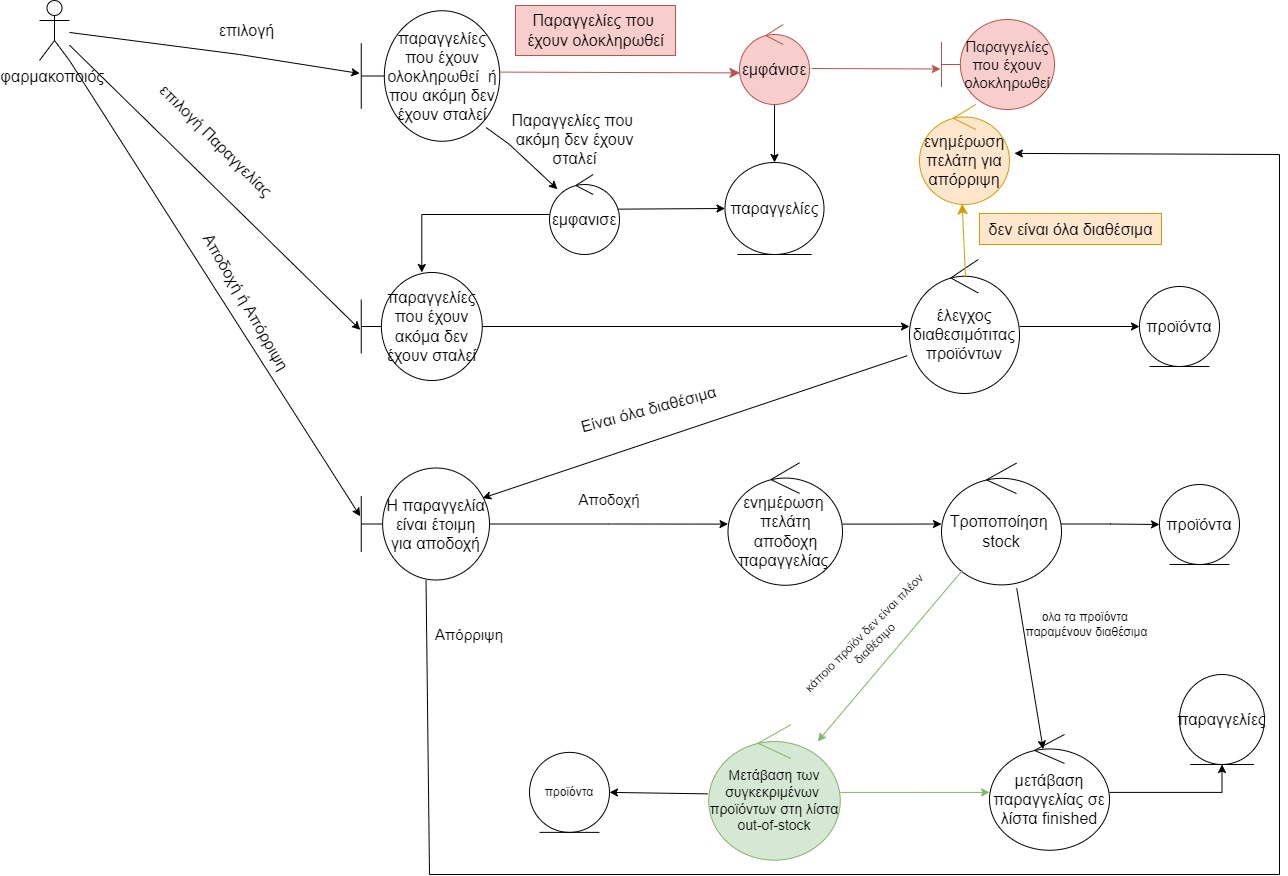 φαρμακοποιός
επιλογή
παραγγελίες
που έχουν
ολοκληρωθεί ή
που ακόμη δεν
έχουν σταλεί
Παραγγελίες που
έχουν ολοκληρωθεί
εμφάνισε
Παραγγελίες
που έχουν
ολοκληρωθεί
επιλογή Παραγγελίας
Παραγγελίες που
ακόμη δεν έχουν
σταλεί
εμφανισε
παραγγελίες
ενημέρωση
πελάτη για
απόρριψη
δεν είναι όλα διαθέσιμα
Αποδοχή ή Απόρριψη
παραγγελίες
που έχουν
ακόμα δεν
έχουν σταλεί
έλεγχος
διαθεσιμότιτας
προϊόντων
προϊόντα
Είναι όλα διαθέσιμα
Η παραγγελία
είναι έτοιμη
για αποδοχή
Αποδοχή
ενημέρωση
πελάτη
αποδοχη
παραγγελίας
Τροποποίηση
stock
προϊόντα
Απόρριψη
κάποιο προϊόν δεν είναι πλέον
διαθέσιμο
ολα τα προϊόντα
παραμένουν διαθέσιμα
παραγγελίες
προϊόντα
Μετάβαση των
συγκεκριμένων
προϊόντων στη λίστα
out-of-stock
μετάβαση
παραγγελίας σε
λίστα finished